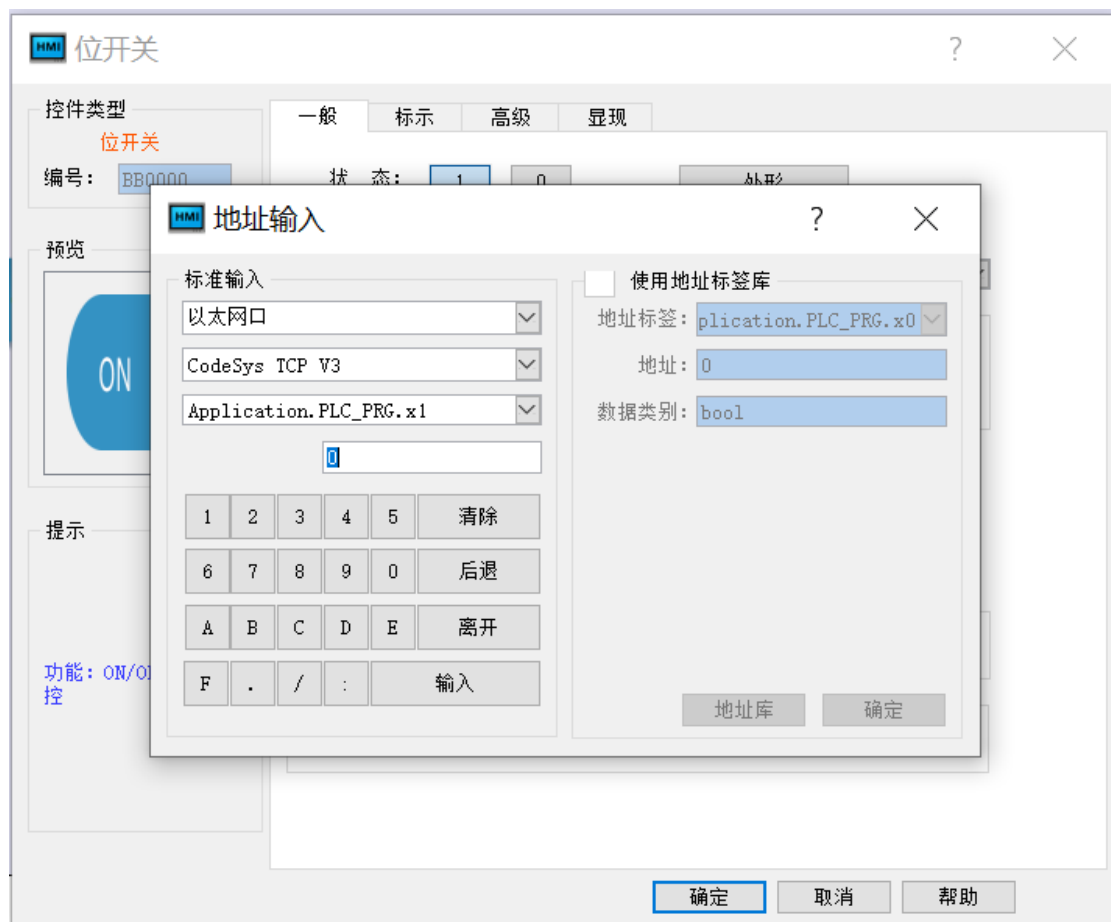 HMI 位开关
控件类型
位开关
编号： BB0000
预览
ON
提示
功能：ON/O
控
一般 标示 高级 显现
状 态： 1 0 外形
HMI 地址输入 ?
标准输入
以太网口
CodeSys TCP V3
Application.PLC_PRG.x1
0
1 2 3 4 5 清除
6 7 8 9 0 后退
A B C D E 离开
F . / : 输入
使用地址标签库
地址标签： plication.PLC_PRG.x0
地址： 0
数据类别： bool
地址库 确定
确定 取消 帮助